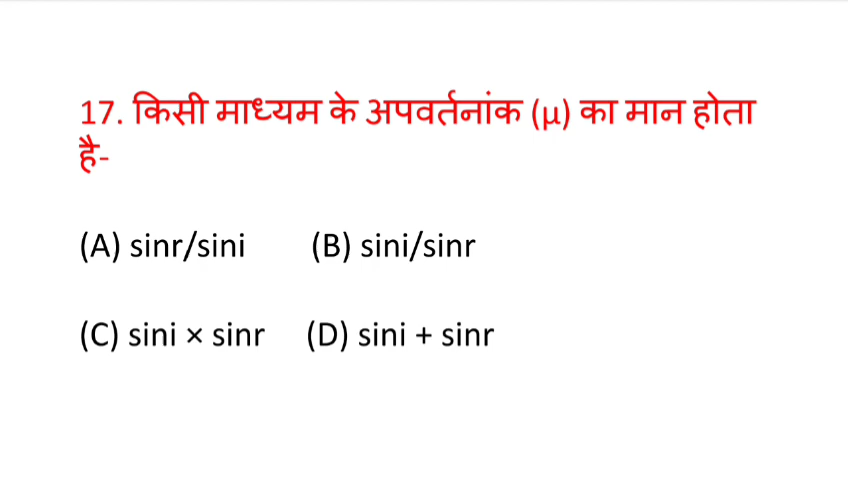 17. किसी माध्यम के अपवर्तनांक (μ) का मान होता
है-
(A) sinr/sini (B) sini/sinr
(C) sini × sinr (D) sini + sinr